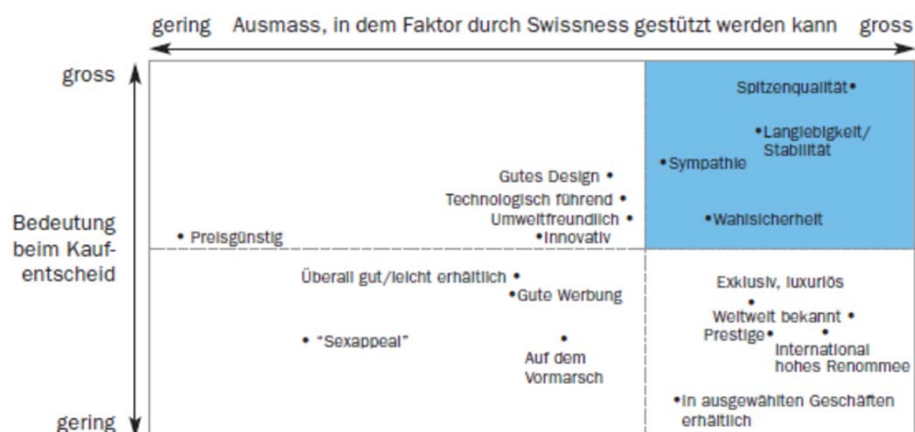 gering Ausmass, in dem Faktor durch Swissness gestützt werden kann gross
gross
Spitzenqualität
Langlebigkeit/
Stabilität
Sympathie
Gutes Design
Technologisch führend
Umweltfreundlich
Wahlsicherheit
Bedeutung
beim Kauf-
entscheid
Preisgünstig
Innovativ
Überall gut/leicht erhältlich
Gute Werbung
Exklusiv, luxuriös
Weltweit bekannt
Prestige
International
hohes Renommee
"Sexappeal"
Auf dem
Vormarsch
In ausgewählten Geschäften
erhältlich
gering